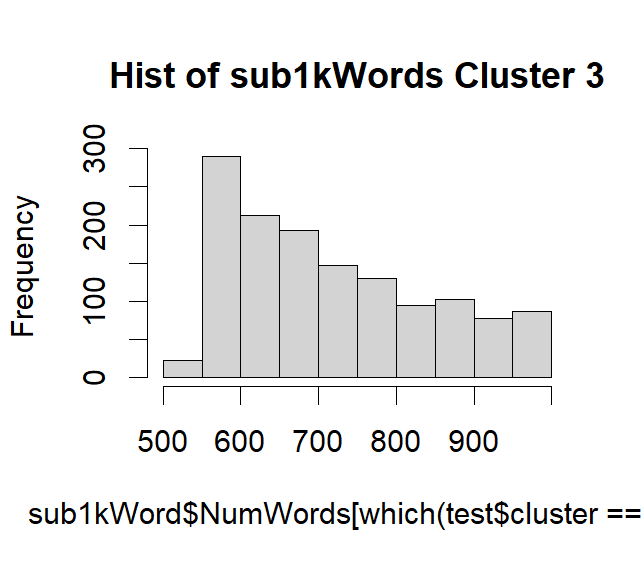 Hist of sub1kWords Cluster 3
Frequency
300
200
100
0
500 600 700 800 900
sub1kWord$NumWords[which(test$cluster ==